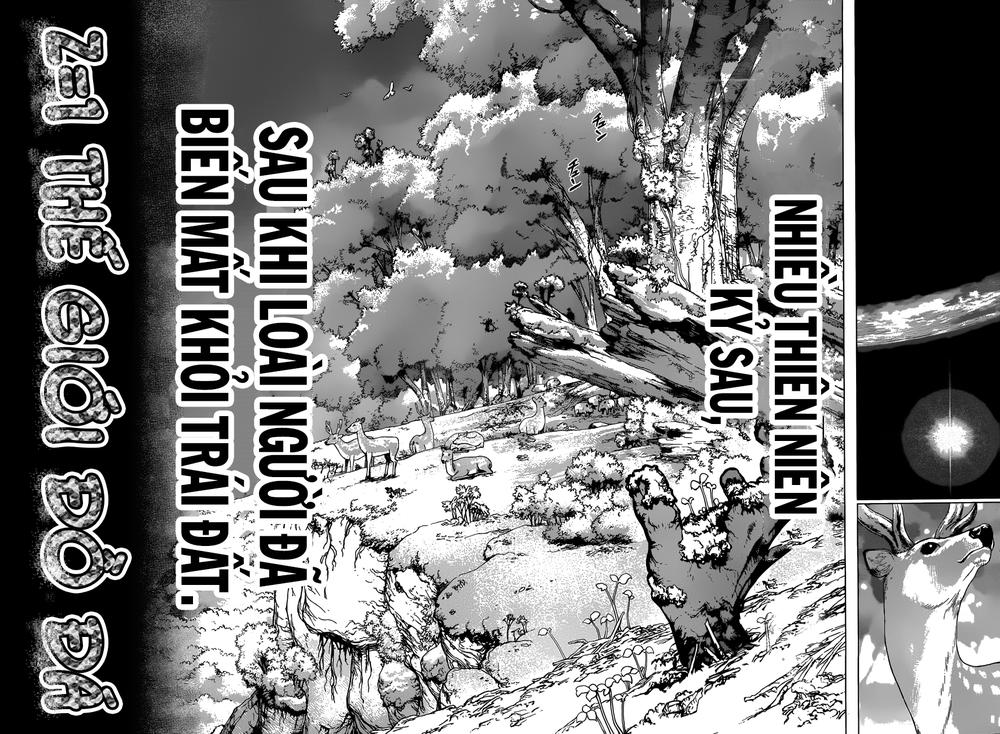 NHIỀU THIÊN NIÊN
KỶ SAU,
SAU KHI LOÀI NGƯỜI ĐÃ
BIẾN MẤT KHỎI TRÁI ĐẤT.
Z=1 THẾ GIỚI ĐỒ ĐÁ